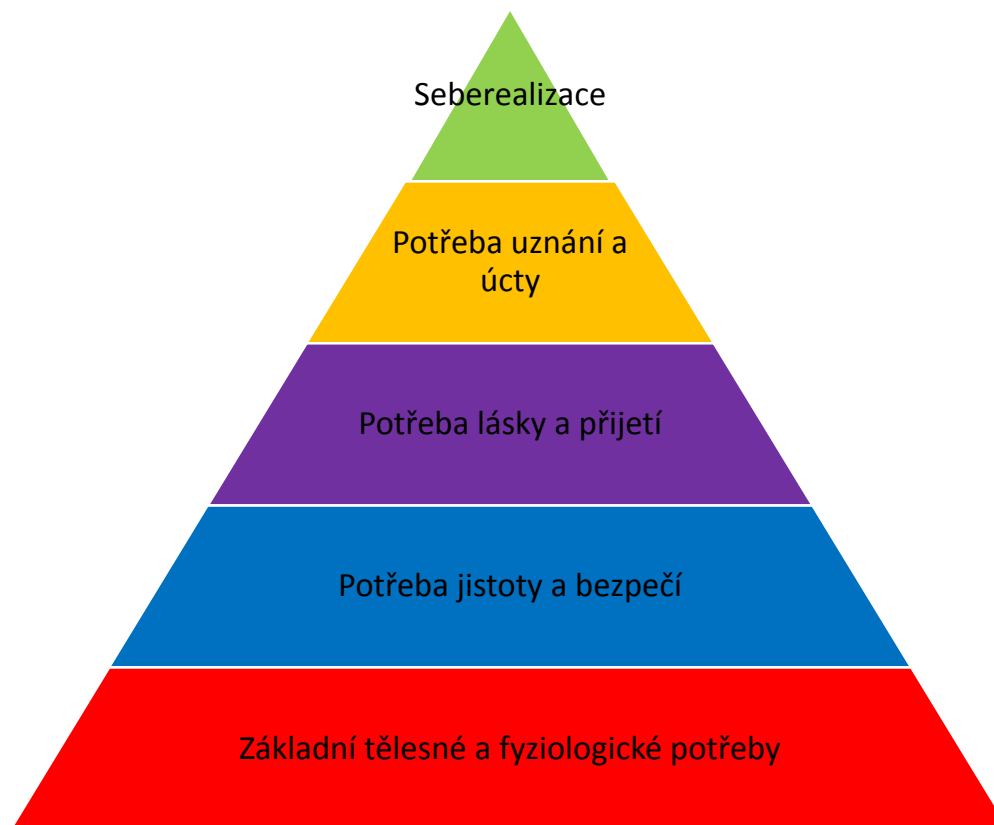 Seberealizace
Potřeba uznání a
úcty
Potřeba lásky a přijetí
Potřeba jistoty a bezpečí
Základní tělesné a fyziologické potřeby